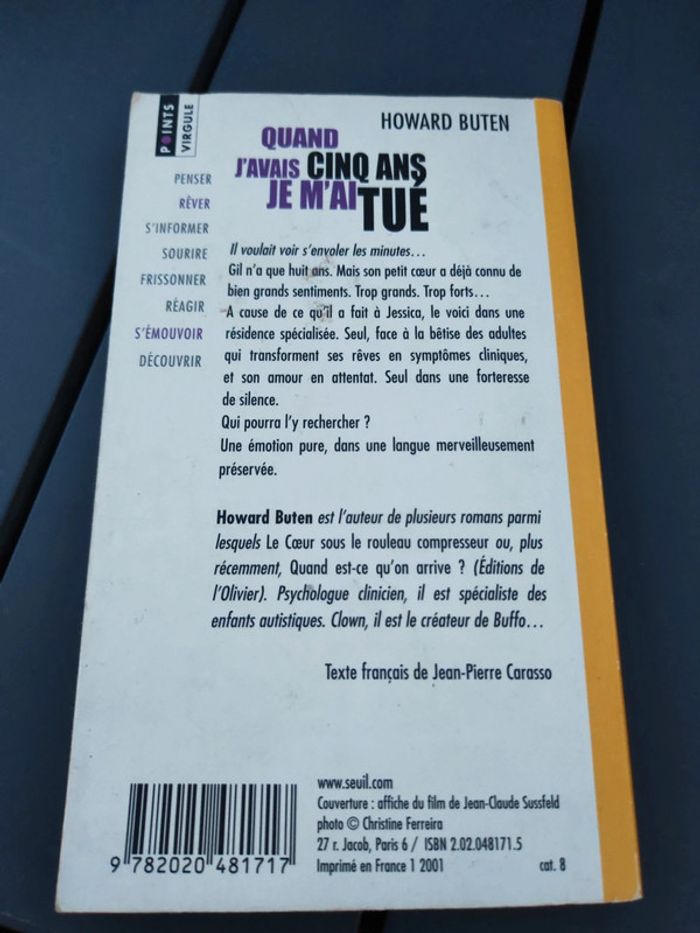 POINTS
VIRGULE
HOWARD BUTEN
QUAND
J'AVAIS CINQ ANS
JE M'AI TUÉ
PENSER
RÊVER
S'INFORMER
SOURIRE
FRISSONNER
RÉAGIR
S'ÉMOUVOIR
DÉCOUVRIR
Il voulait voir s'envoler les minutes…
Gil n'a que huit ans. Mais son petit cœur a déjà connu de
bien grands sentiments. Trop grands. Trop forts…
A cause de ce qu'il a fait à Jessica, le voici dans une
résidence spécialisée. Seul, face à la bêtise des adultes
qui transforment ses rêves en symptômes cliniques,
et son amour en attentat. Seul dans une forteresse
de silence.
Qui pourra l'y rechercher ?
Une émotion pure, dans une langue merveilleusement
préservée.
Howard Buten est l'auteur de plusieurs romans parmi
lesquels Le Cœur sous le rouleau compresseur ou, plus
récemment, Quand est-ce qu'on arrive ? (Éditions de
l'Olivier). Psychologue clinicien, il est spécialiste des
enfants autistiques. Clown, il est le créateur de Buffo…
Texte français de Jean-Pierre Carasso
www.seuil.com
Couverture : affiche du film de Jean-Claude Sussfeld
photo © Christine Ferreira
27 r. Jacob, Paris 6 / ISBN 2.02.048171.5
Imprimé en France 1 2001 cat. 8
9 782020 481717